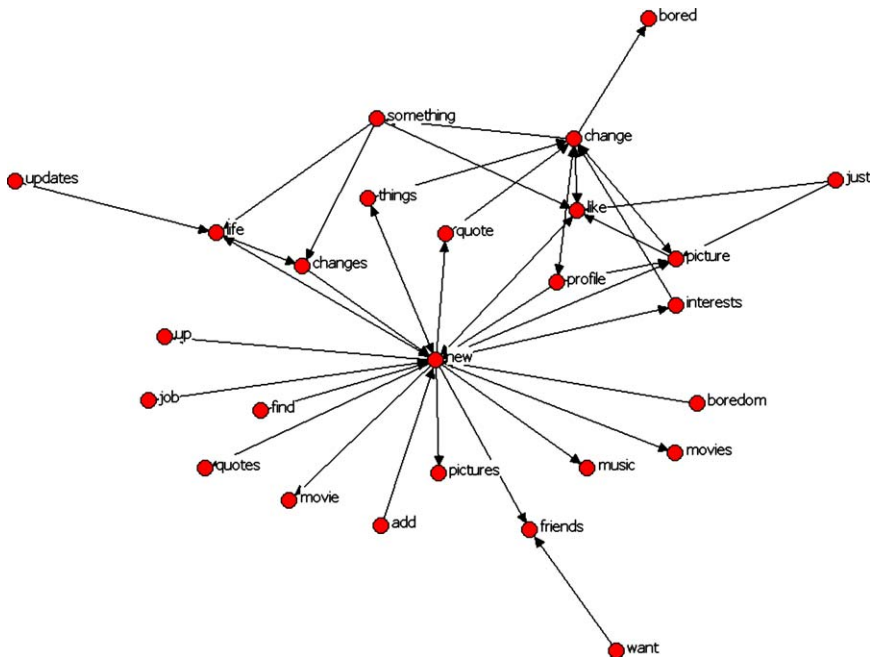 bored
something
change
updates
just
things
like
life
quote
picture
changes
profile
interests
up
new
job
boredom
find
movies
quotes
music
pictures
movie
add
friends
want